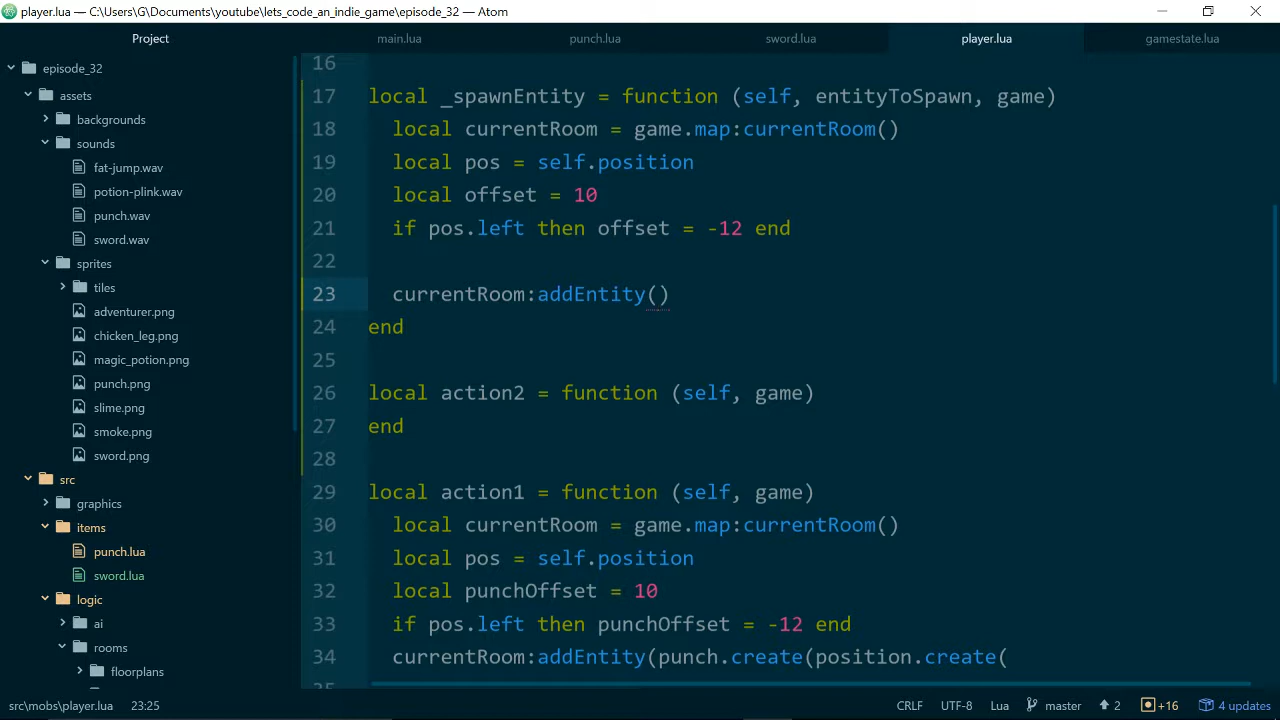 player.lua — C:\Users\G\Documents\youtube\lets_code_an_indie_game\episode_32 — Atom
Project
main.lua
punch.lua
sword.lua
player.lua
gamestate.lua
episode_32
assets
backgrounds
sounds
fat-jump.wav
potion-plink.wav
punch.wav
sword.wav
sprites
tiles
adventurer.png
chicken_leg.png
magic_potion.png
punch.png
slime.png
smoke.png
sword.png
src
graphics
items
punch.lua
sword.lua
logic
ai
rooms
floorplans
16
17 local _spawnEntity = function (self, entityToSpawn, game)
18 local currentRoom = game.map:currentRoom()
19 local pos = self.position
20 local offset = 10
21 if pos.left then offset = -12 end
22
23 currentRoom:addEntity()
24 end
25
26 local action2 = function (self, game)
27 end
28
29 local action1 = function (self, game)
30 local currentRoom = game.map:currentRoom()
31 local pos = self.position
32 local punchOffset = 10
33 if pos.left then punchOffset = -12 end
34 currentRoom:addEntity(punch.create(position.create(
src\mobs\player.lua 23:25
CRLF UTF-8 Lua master 2 +16 4 updates